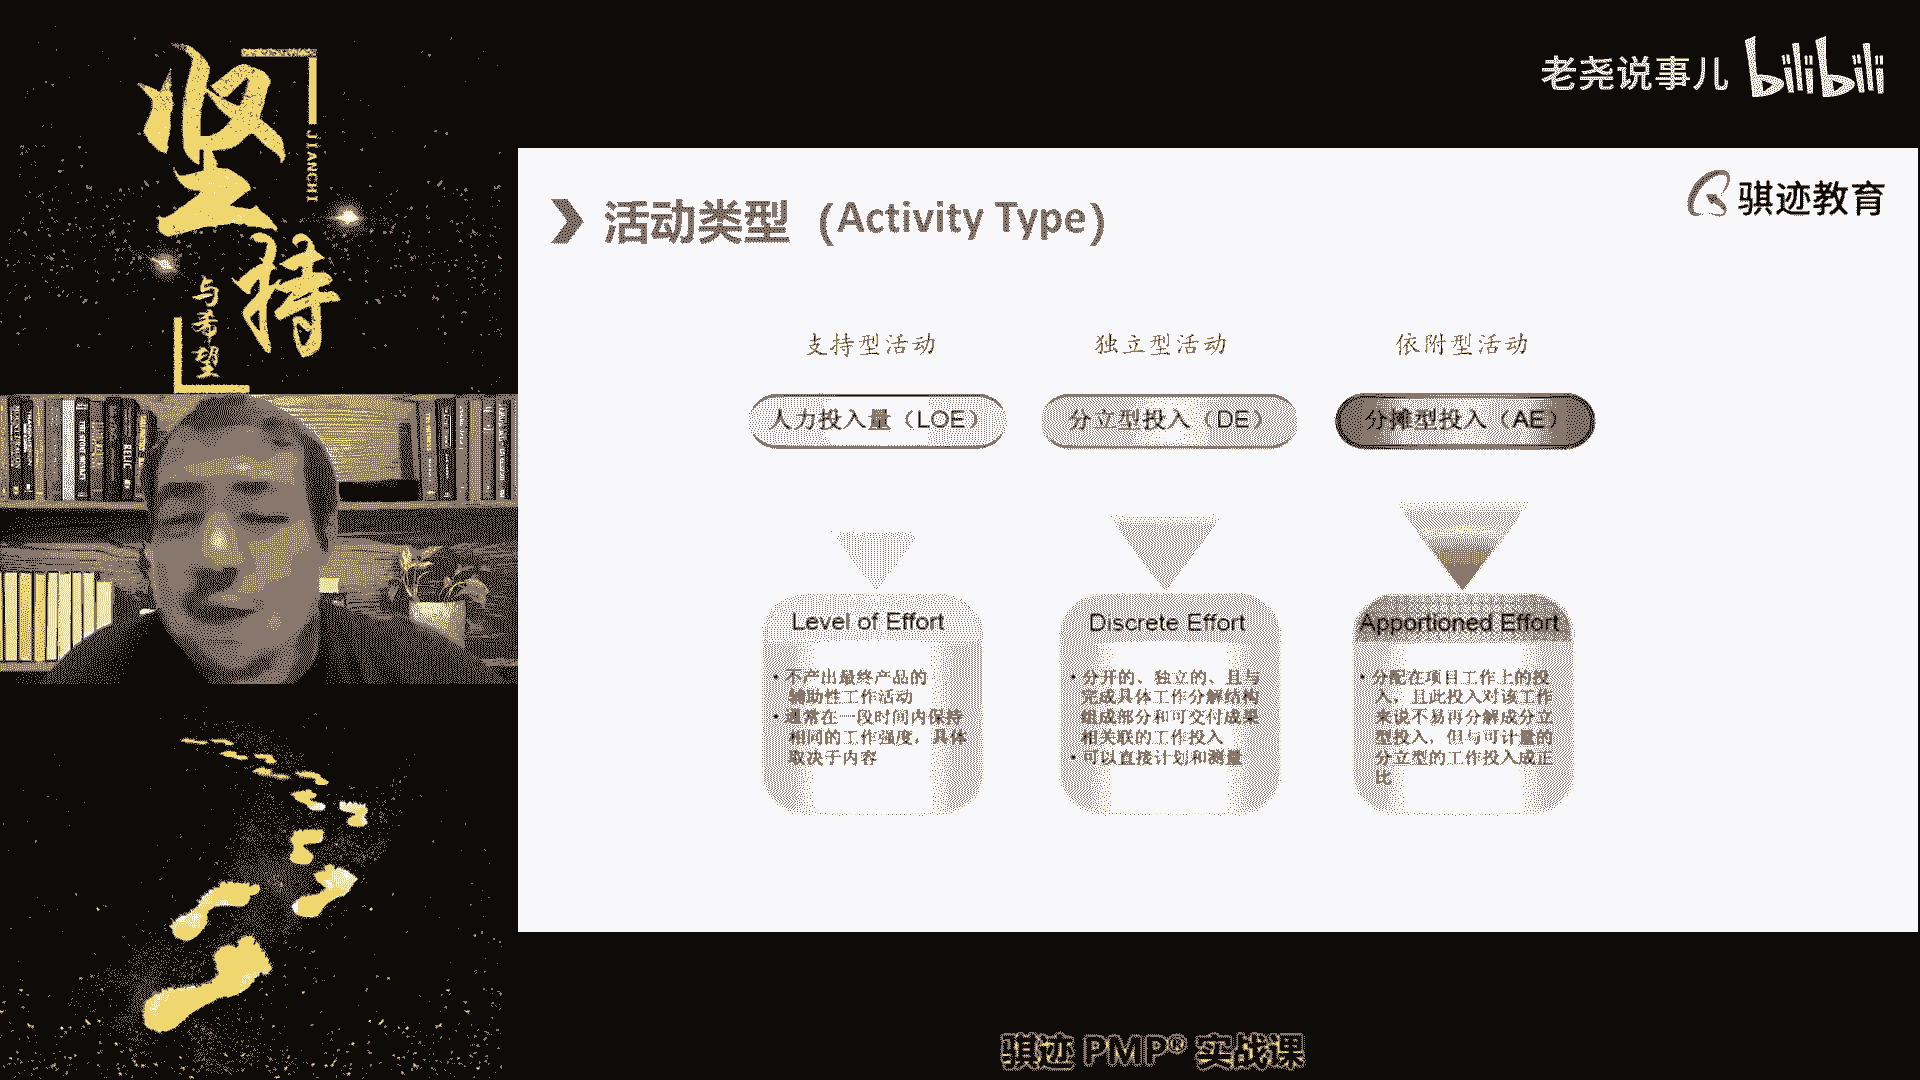 坚持
JIANCHI
与希望
老尧说事儿 bilibili
骐迹教育
活动类型（Activity Type）
支持型活动
独立型活动
依附型活动
人力投入量（LOE）
分立型投入（DE）
分摊型投入（AE）
Level of Effort
• 不产出最终产品的
辅助性工作活动
• 通常在一段时间内保持
相同的工作强度，具体
取决于内容
Discrete Effort
• 分开的、独立的、且与
完成具体工作分解结构
组成部分和可交付成果
相关联的工作投入
• 可以直接计划和测量
Apportioned Effort
• 分配在项目工作上的投
入，且此投入对该工作
来说不易再分解成分立
型投入，但与可计量的
分立型的工作投入成正
比
骐迹 PMP® 实战课